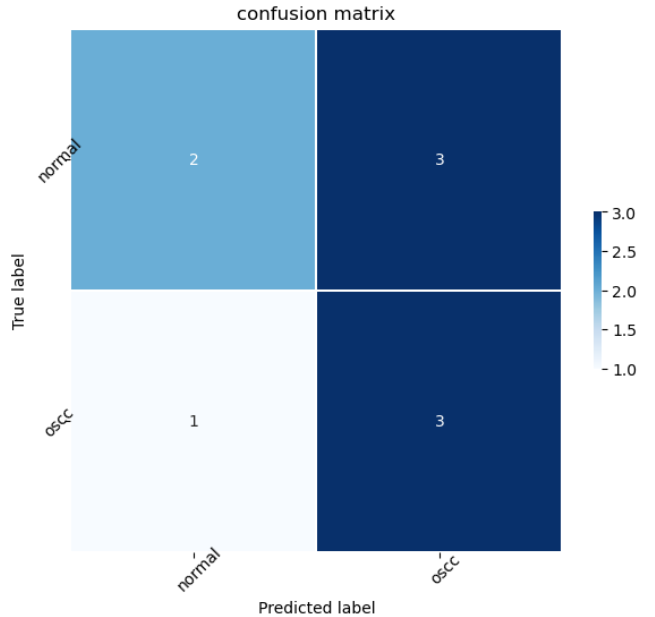 confusion matrix
normal
2
3
3.0
2.5
2.0
1.5
1.0
True label
oscc
1
3
normal
oscc
Predicted label